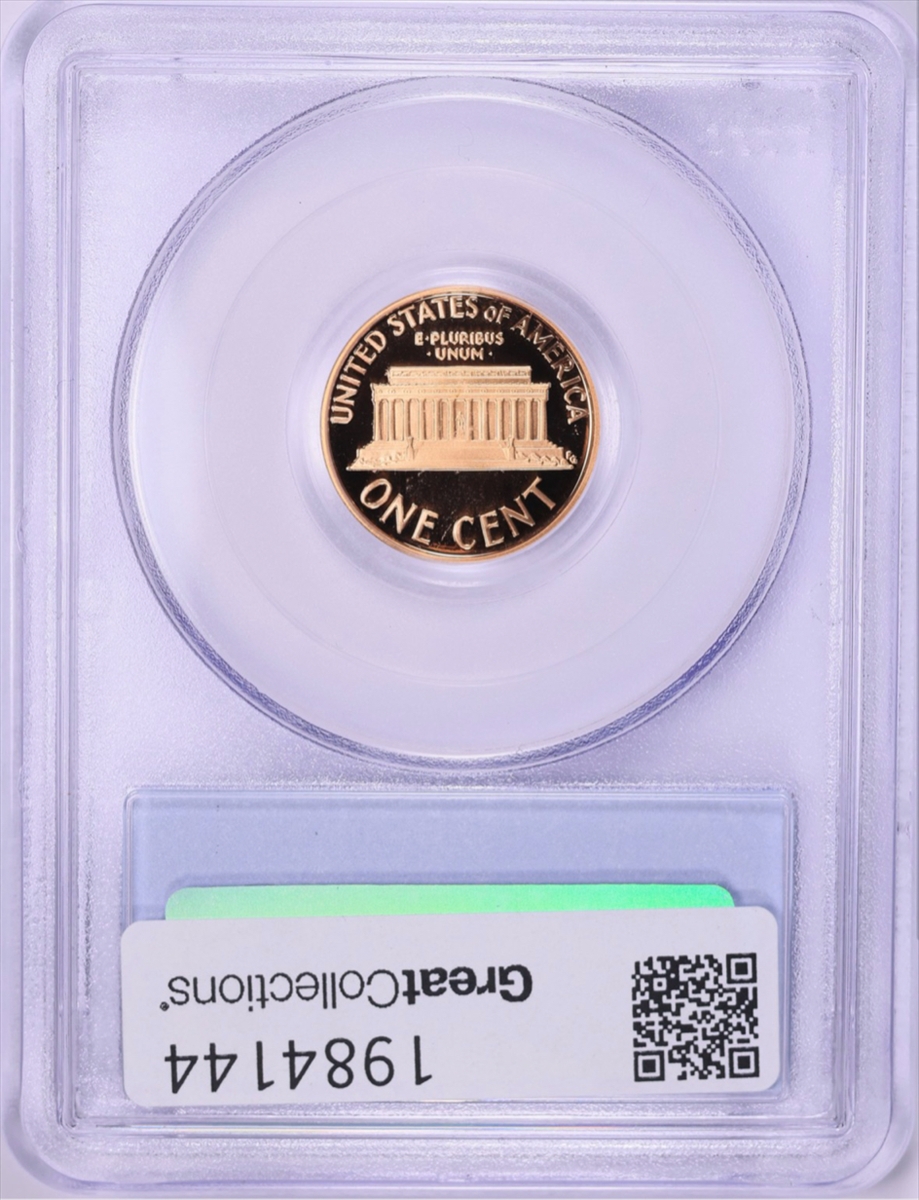 UNITED STATES OF AMERICA
E·PLURIBUS
·UNUM·
ONE CENT
GreatCollections®
1984144